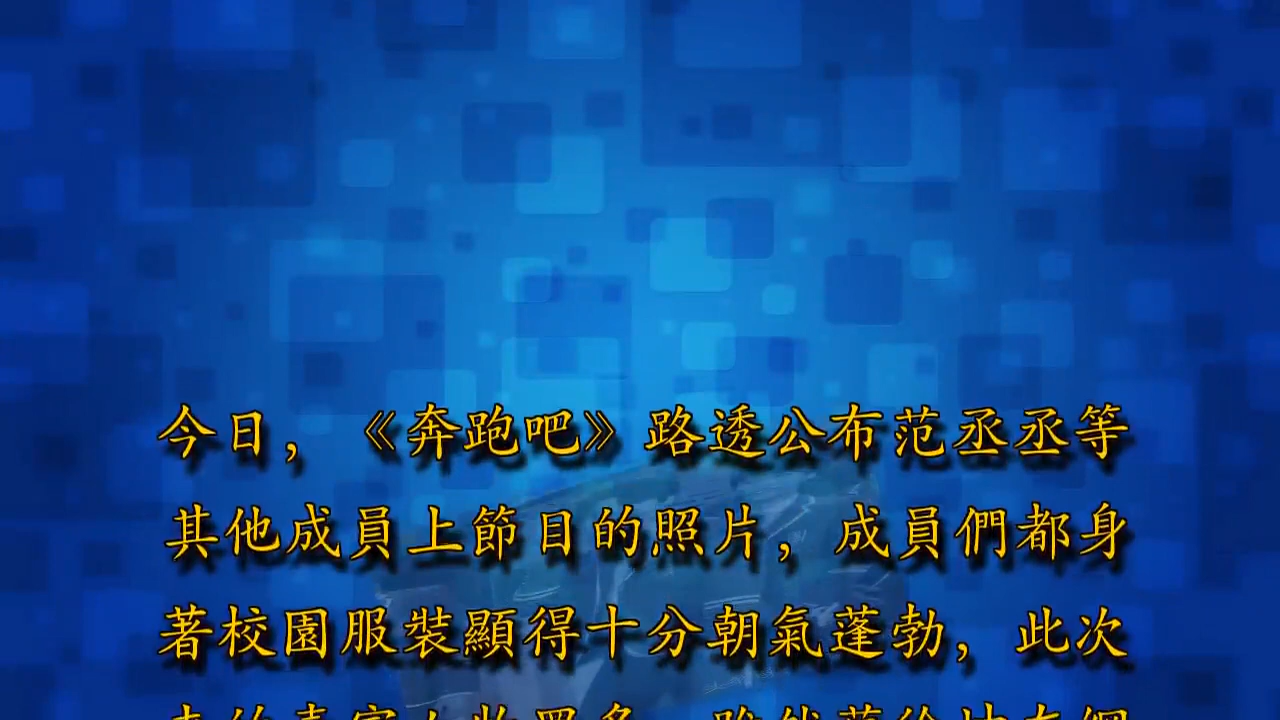 今日，《奔跑吧》路透公布范丞丞等
其他成員上節目的照片，成員們都身
著校園服裝顯得十分朝氣蓬勃，此次